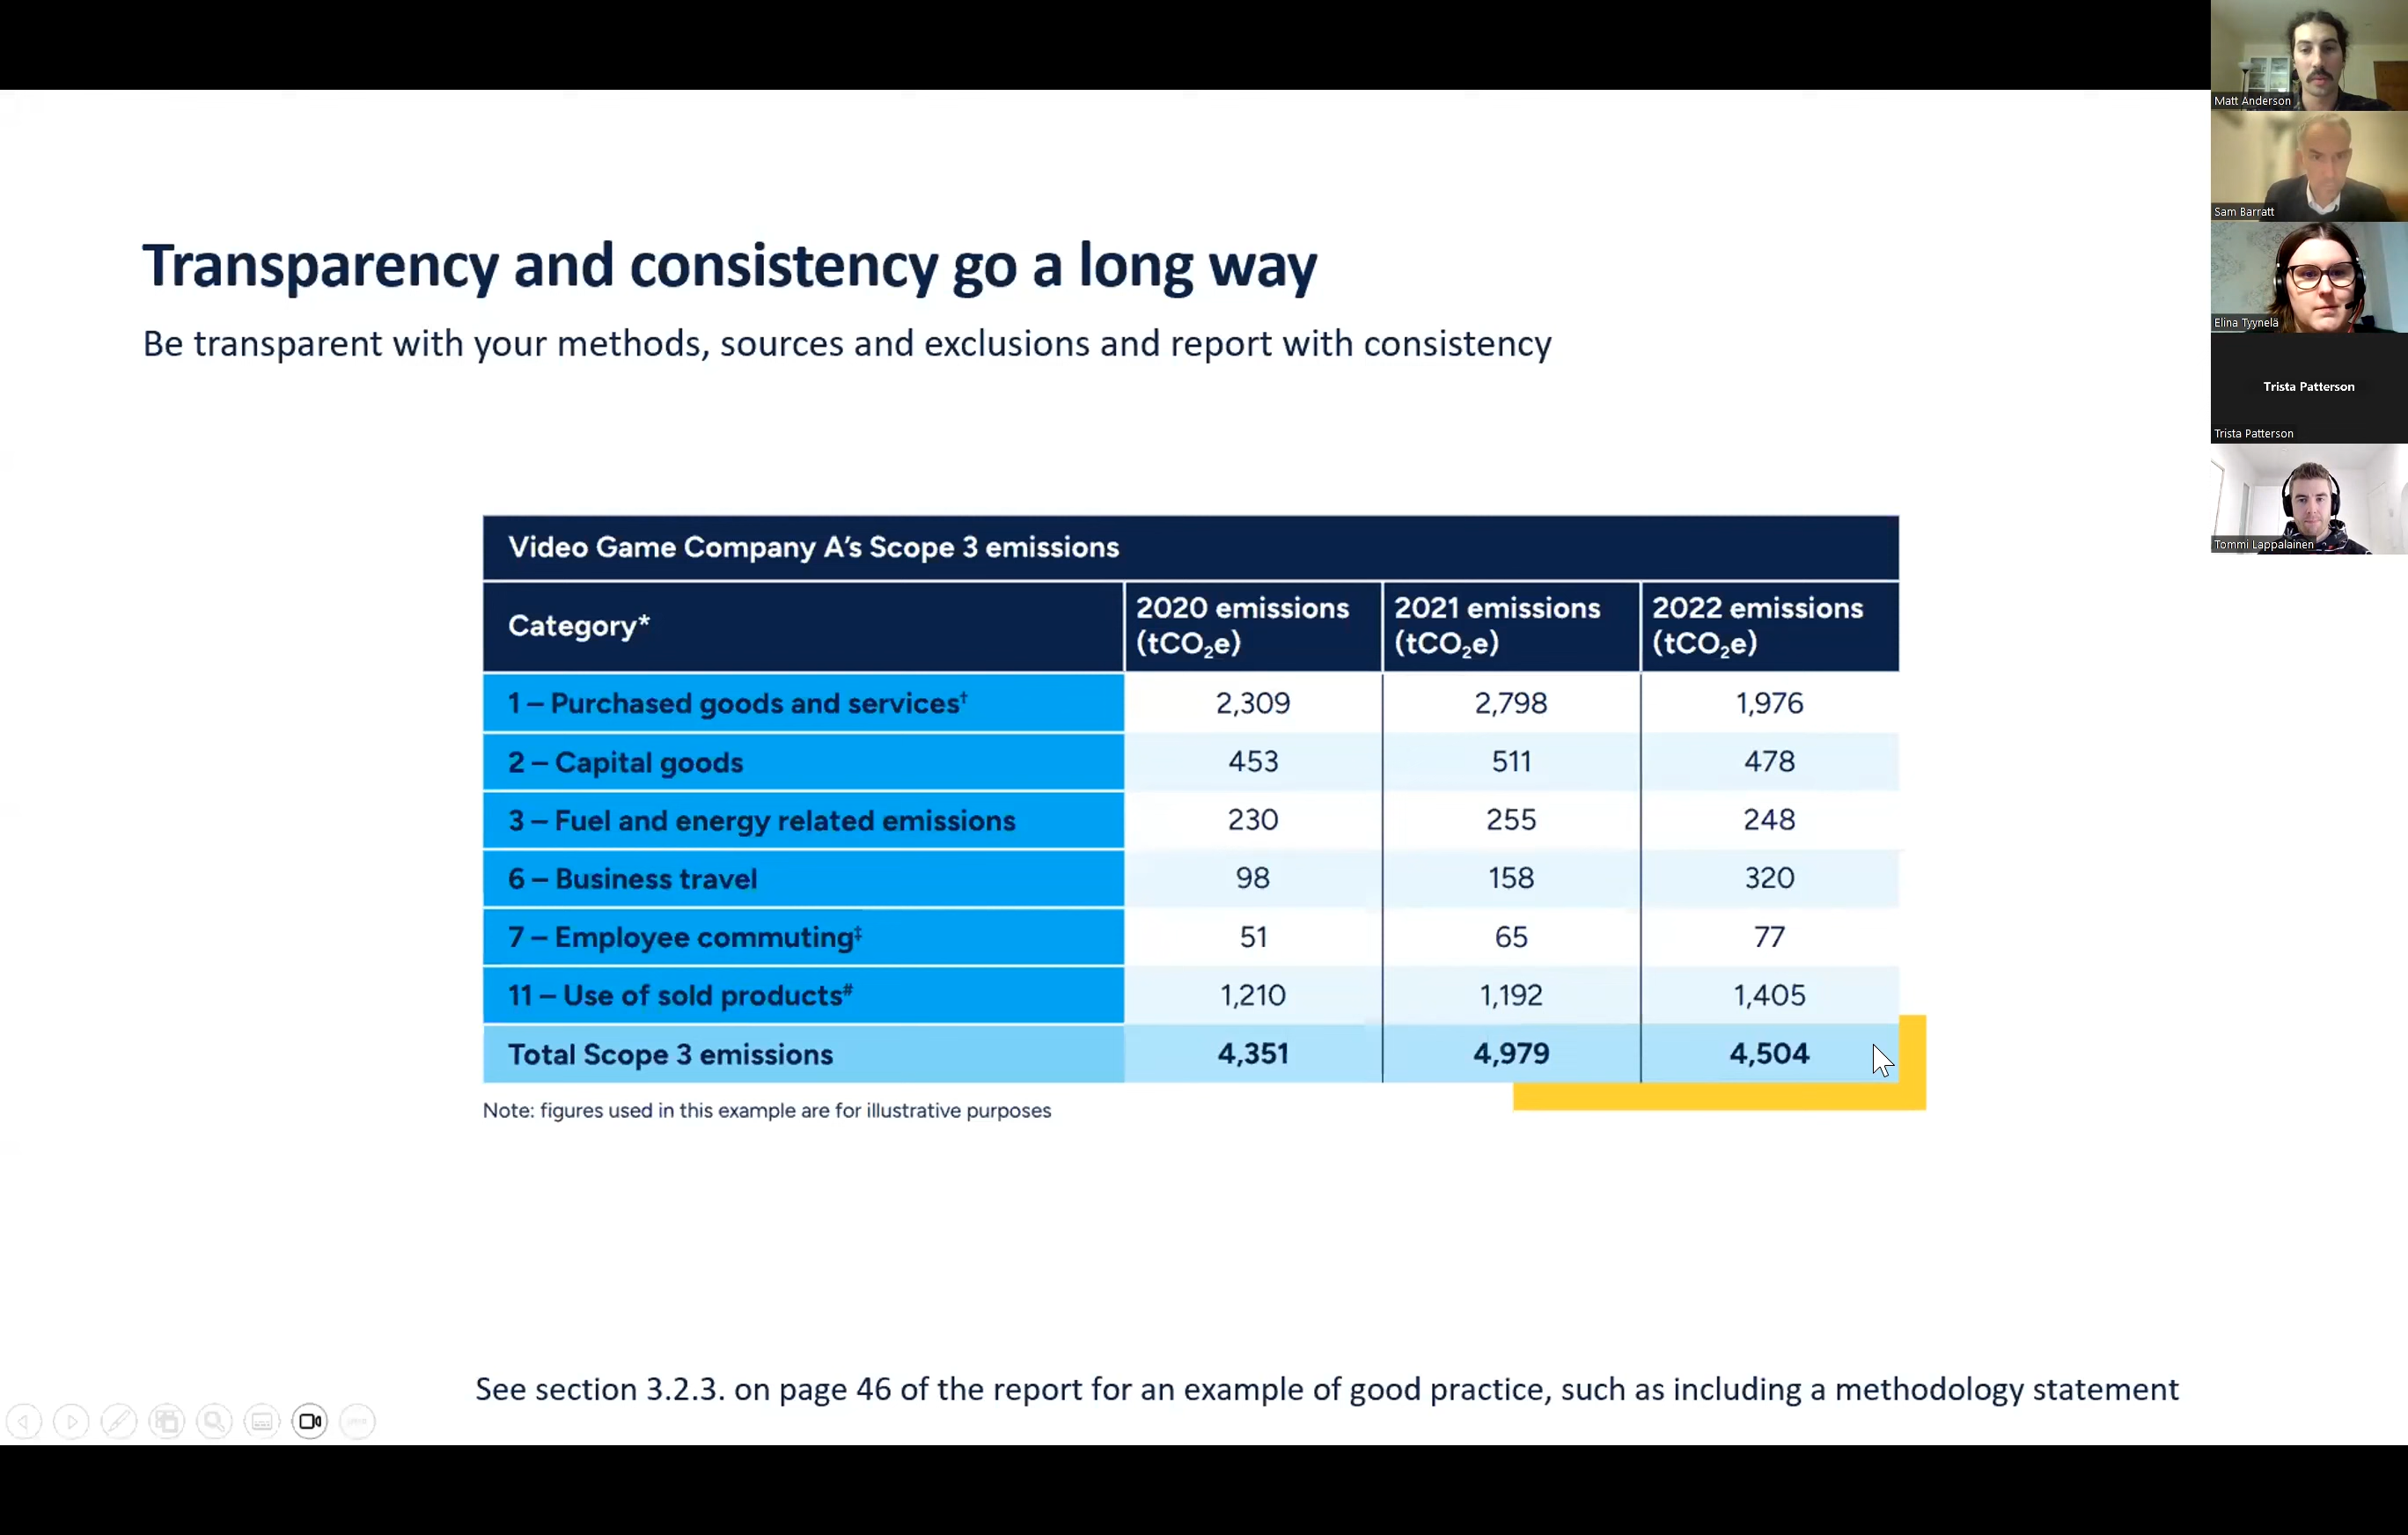 Transparency and consistency go a long way
Be transparent with your methods, sources and exclusions and report with consistency
Video Game Company A's Scope 3 emissions
Category* 2020 emissions (tCO₂e) 2021 emissions (tCO₂e) 2022 emissions (tCO₂e)
1 – Purchased goods and services† 2,309 2,798 1,976
2 – Capital goods 453 511 478
3 – Fuel and energy related emissions 230 255 248
6 – Business travel 98 158 320
7 – Employee commuting‡ 51 65 77
11 – Use of sold products# 1,210 1,192 1,405
Total Scope 3 emissions 4,351 4,979 4,504
Note: figures used in this example are for illustrative purposes
See section 3.2.3. on page 46 of the report for an example of good practice, such as including a methodology statement
Matt Anderson
Sam Barratt
Elina Tyynelä
Trista Patterson
Trista Patterson
Tommi Lappalainen